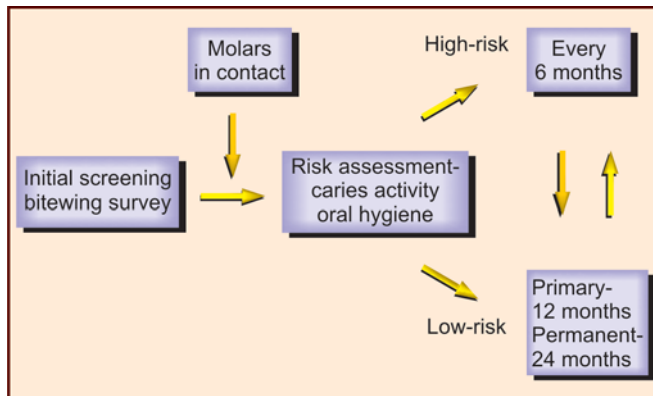 Molars
in contact
High-risk
Every
6 months
Initial screening
bitewing survey
Risk assessment-
caries activity
oral hygiene
Low-risk
Primary-
12 months
Permanent-
24 months